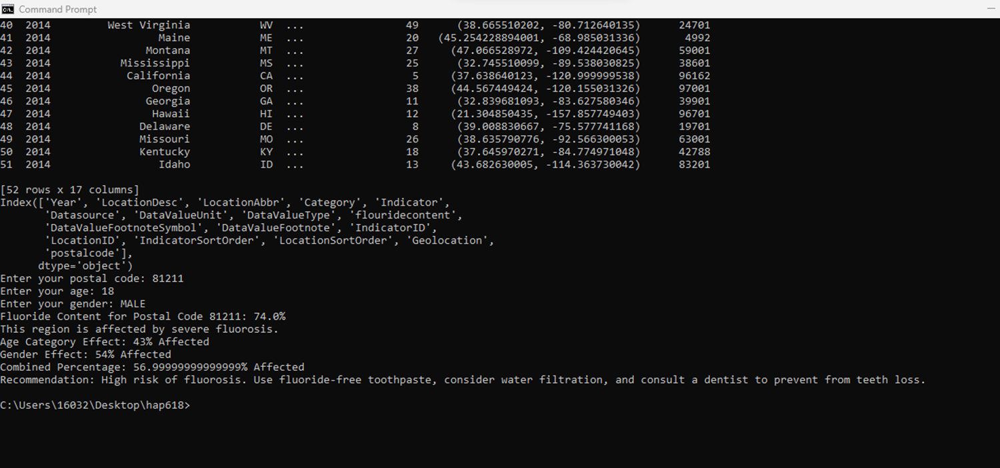 Command Prompt
40 2014 West Virginia WV ... 49 (38.665510202, -80.712640135) 24701
41 2014 Maine ME ... 20 (45.254228894001, -68.985031336) 4992
42 2014 Montana MT ... 27 (47.066528972, -109.424420645) 59001
43 2014 Mississippi MS ... 25 (32.745510099, -89.538030825) 38601
44 2014 California CA ... 5 (37.638640123, -120.999999538) 96162
45 2014 Oregon OR ... 38 (44.567449424, -120.155031326) 97001
46 2014 Georgia GA ... 11 (32.839681093, -83.627580346) 39901
47 2014 Hawaii HI ... 12 (21.304850435, -157.857749403) 96701
48 2014 Delaware DE ... 8 (39.008830667, -75.577741168) 19701
49 2014 Missouri MO ... 26 (38.635790776, -92.566300053) 63001
50 2014 Kentucky KY ... 18 (37.645970271, -84.774971048) 42788
51 2014 Idaho ID ... 13 (43.682630005, -114.363730042) 83201
[52 rows x 17 columns]
Index(['Year', 'LocationDesc', 'LocationAbbr', 'Category', 'Indicator',
'Datasource', 'DataValueUnit', 'DataValueType', 'flouridecontent',
'DataValueFootnoteSymbol', 'DataValueFootnote', 'IndicatorID',
'LocationID', 'IndicatorSortOrder', 'LocationSortOrder', 'Geolocation',
'postalcode'],
dtype='object')
Enter your postal code: 81211
Enter your age: 18
Enter your gender: MALE
Fluoride Content for Postal Code 81211: 74.0%
This region is affected by severe fluorosis.
Age Category Effect: 43% Affected
Gender Effect: 54% Affected
Combined Percentage: 56.99999999999999% Affected
Recommendation: High risk of fluorosis. Use fluoride-free toothpaste, consider water filtration, and consult a dentist to prevent from teeth loss.
C:\Users\16032\Desktop\hap618>